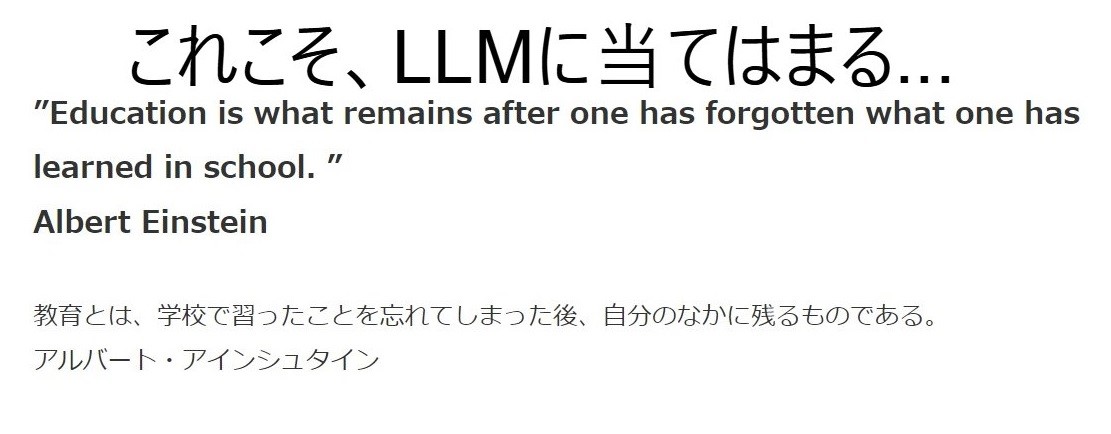 これこそ、LLMに当てはまる...
”Education is what remains after one has forgotten what one has
learned in school. ”
Albert Einstein
教育とは、学校で習ったことを忘れてしまった後、自分のなかに残るものである。
アルバート・アインシュタイン